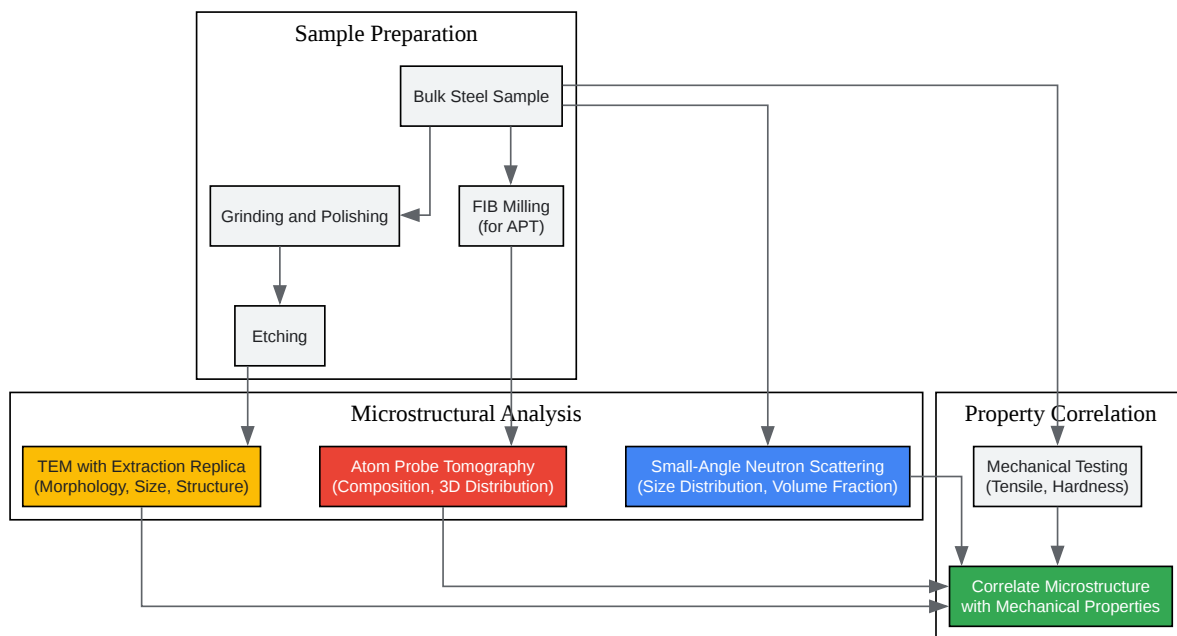 Sample Preparation
Bulk Steel Sample
Grinding and Polishing
FIB Milling
(for APT)
Etching
Microstructural Analysis
Property Correlation
TEM with Extraction Replica
(Morphology, Size, Structure)
Atom Probe Tomography
(Composition, 3D Distribution)
Small-Angle Neutron Scattering
(Size Distribution, Volume Fraction)
Mechanical Testing
(Tensile, Hardness)
Correlate Microstructure
with Mechanical Properties